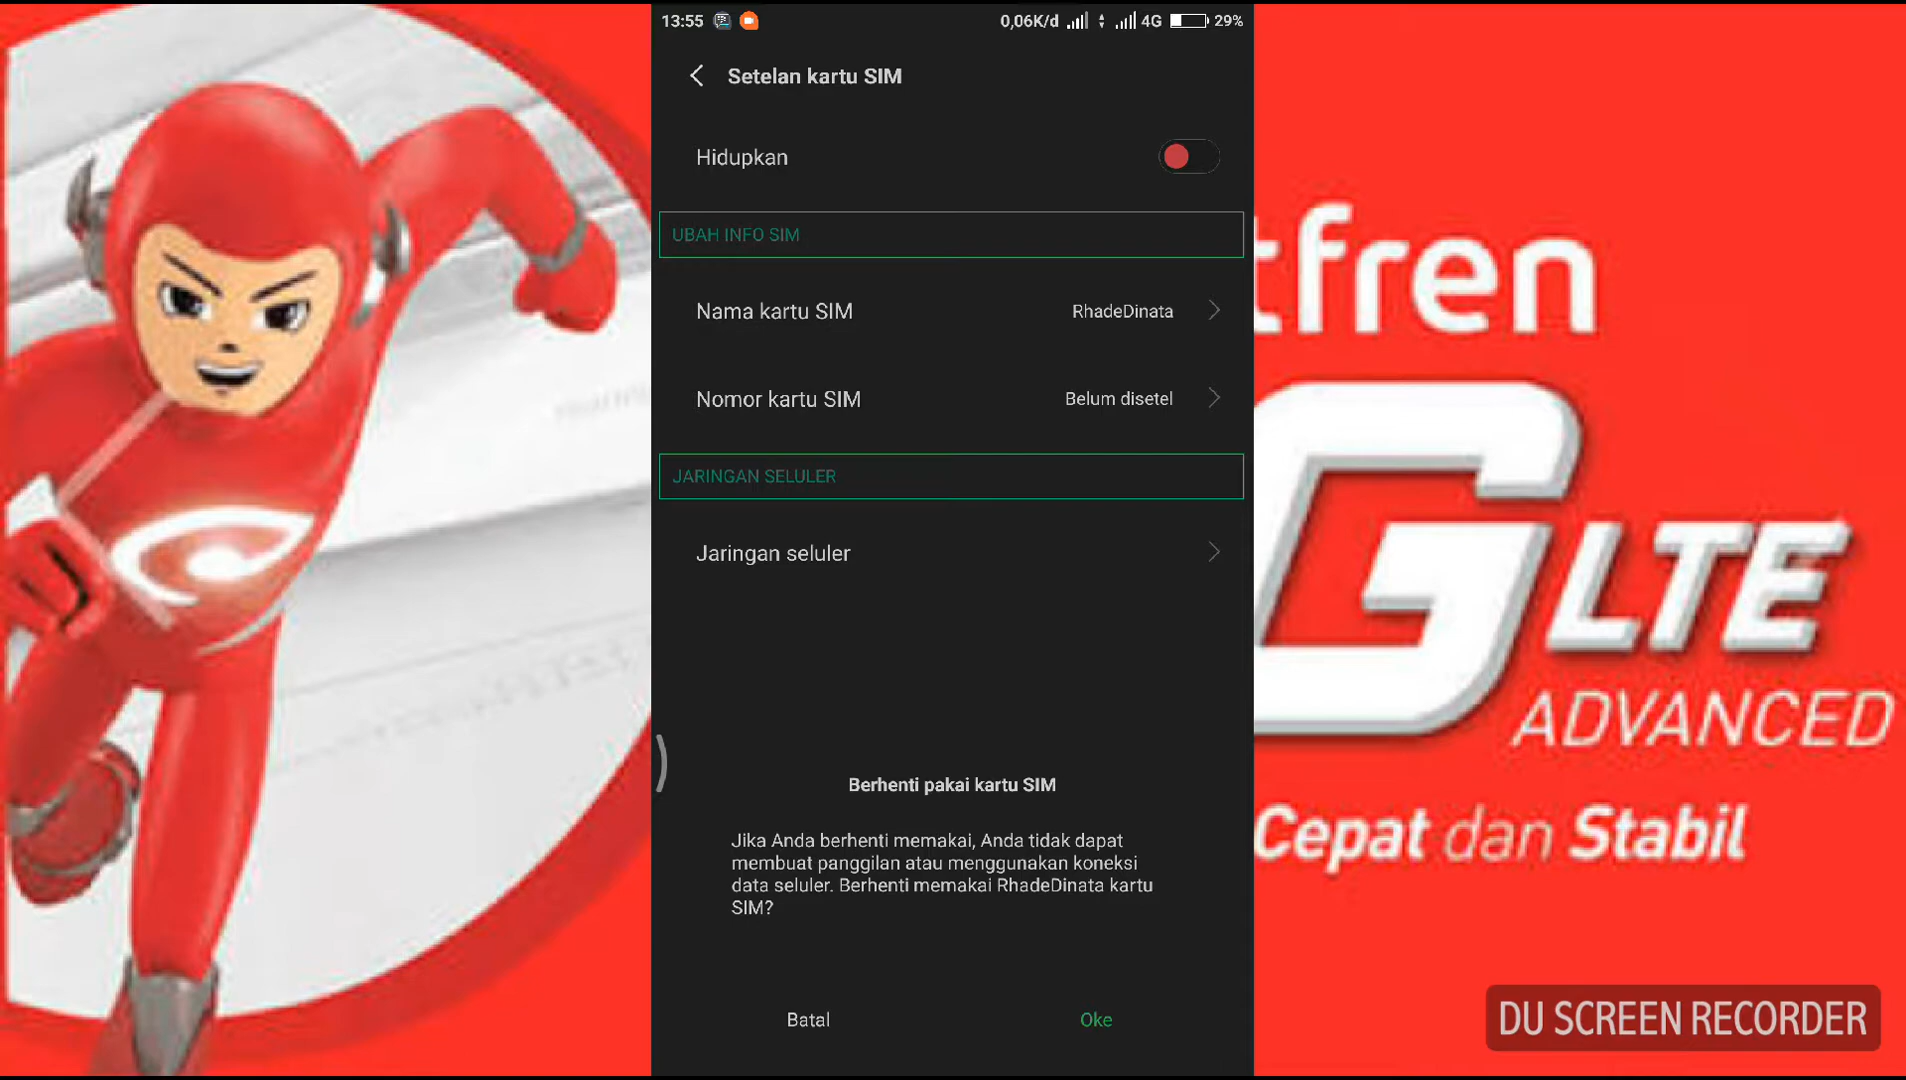 13:55
0,06K/d 4G 29%
Setelan kartu SIM
Hidupkan
UBAH INFO SIM
Nama kartu SIM RhadeDinata
Nomor kartu SIM Belum disetel
JARINGAN SELULER
Jaringan seluler
Berhenti pakai kartu SIM
Jika Anda berhenti memakai, Anda tidak dapat
membuat panggilan atau menggunakan koneksi
data seluler. Berhenti memakai RhadeDinata kartu
SIM?
Batal Oke
tfren
G LTE
ADVANCED
Cepat dan Stabil
DU SCREEN RECORDER